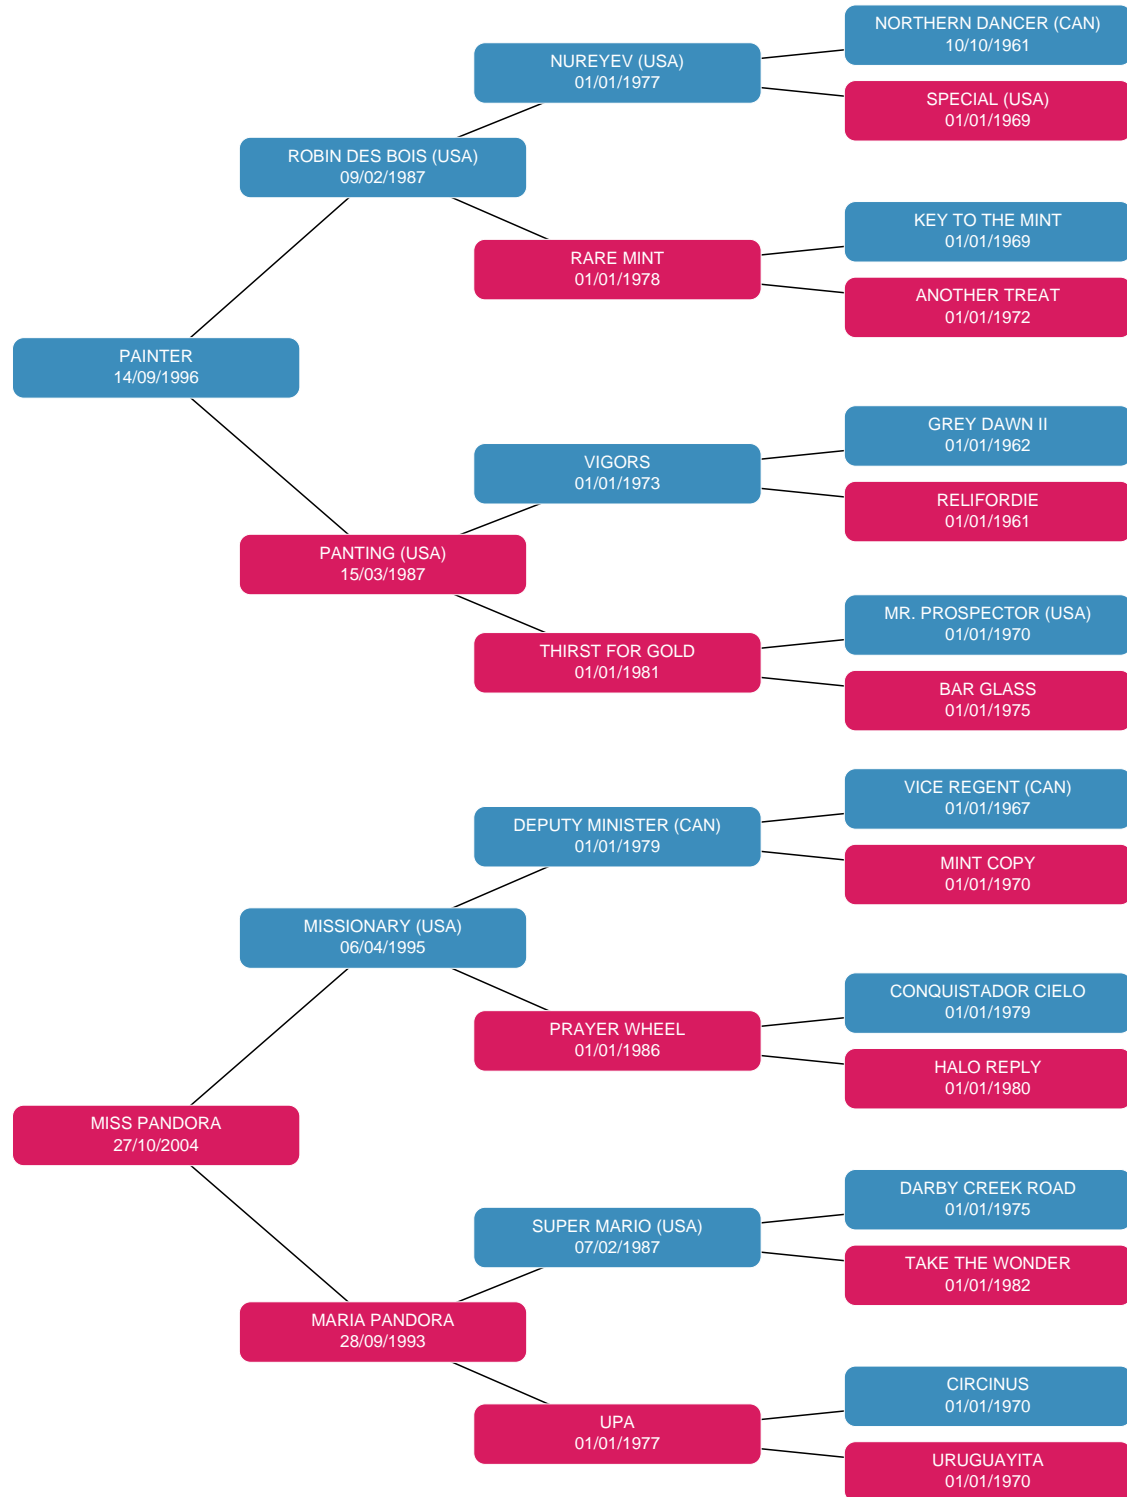 NORTHERN DANCER (CAN)
10/10/1961
NUREYEV (USA)
01/01/1977
SPECIAL (USA)
01/01/1969
ROBIN DES BOIS (USA)
09/02/1987
KEY TO THE MINT
01/01/1969
RARE MINT
01/01/1978
ANOTHER TREAT
01/01/1972
PAINTER
14/09/1996
GREY DAWN II
01/01/1962
VIGORS
01/01/1973
RELIFORDIE
01/01/1961
PANTING (USA)
15/03/1987
MR. PROSPECTOR (USA)
01/01/1970
THIRST FOR GOLD
01/01/1981
BAR GLASS
01/01/1975
VICE REGENT (CAN)
01/01/1967
DEPUTY MINISTER (CAN)
01/01/1979
MINT COPY
01/01/1970
MISSIONARY (USA)
06/04/1995
CONQUISTADOR CIELO
01/01/1979
PRAYER WHEEL
01/01/1986
HALO REPLY
01/01/1980
MISS PANDORA
27/10/2004
DARBY CREEK ROAD
01/01/1975
SUPER MARIO (USA)
07/02/1987
TAKE THE WONDER
01/01/1982
MARIA PANDORA
28/09/1993
CIRCINUS
01/01/1970
UPA
01/01/1977
URUGUAYITA
01/01/1970